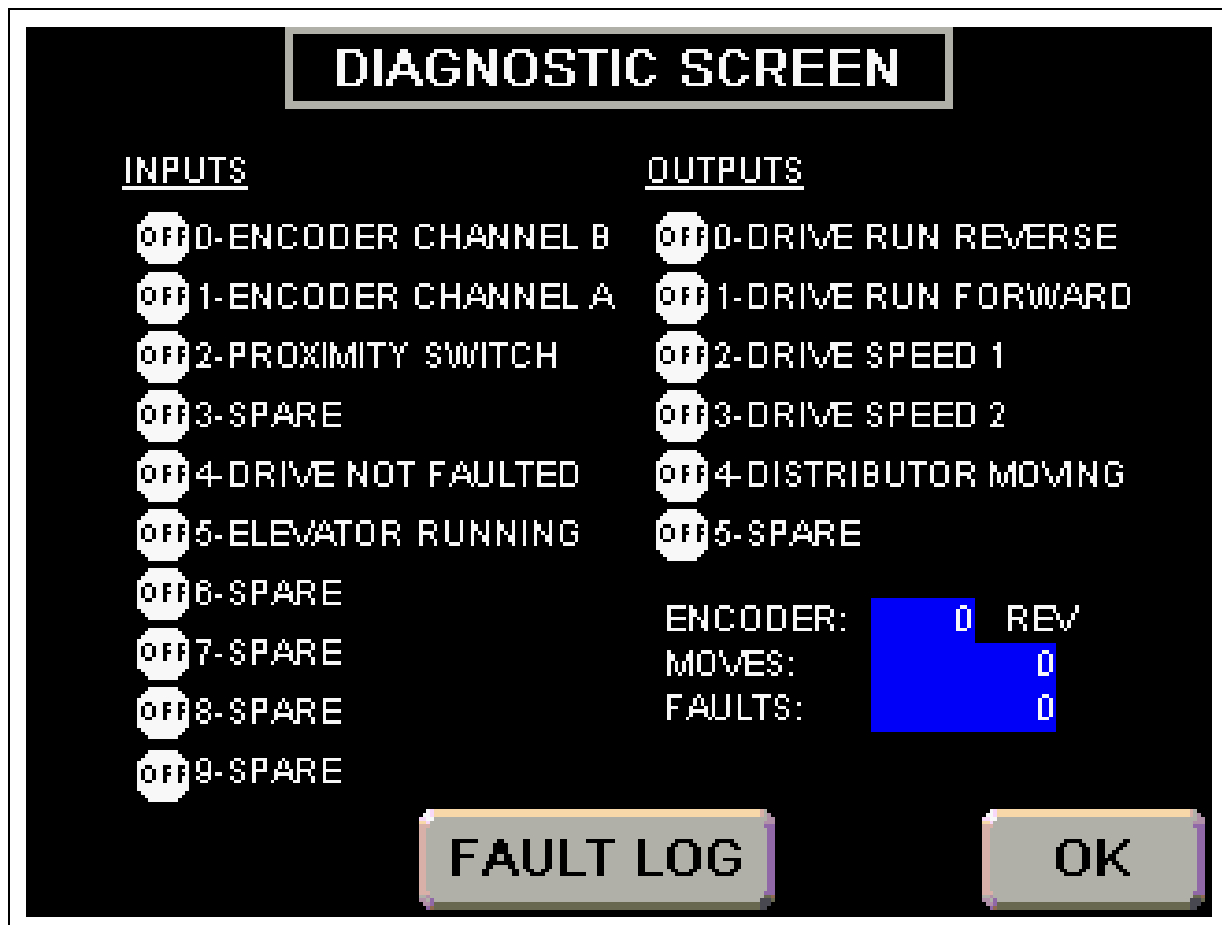 DIAGNOSTIC SCREEN
INPUTS
OFF 0-ENCODER CHANNEL B
OFF 1-ENCODER CHANNEL A
OFF 2-PROXIMITY SWITCH
OFF 3-SPARE
OFF 4-DRIVE NOT FAULTED
OFF 5-ELEVATOR RUNNING
OFF 6-SPARE
OFF 7-SPARE
OFF 8-SPARE
OFF 9-SPARE
OUTPUTS
OFF 0-DRIVE RUN REVERSE
OFF 1-DRIVE RUN FORWARD
OFF 2-DRIVE SPEED 1
OFF 3-DRIVE SPEED 2
OFF 4-DISTRIBUTOR MOVING
OFF 5-SPARE
ENCODER: 0 REV
MOVES: 0
FAULTS: 0
FAULT LOG
OK